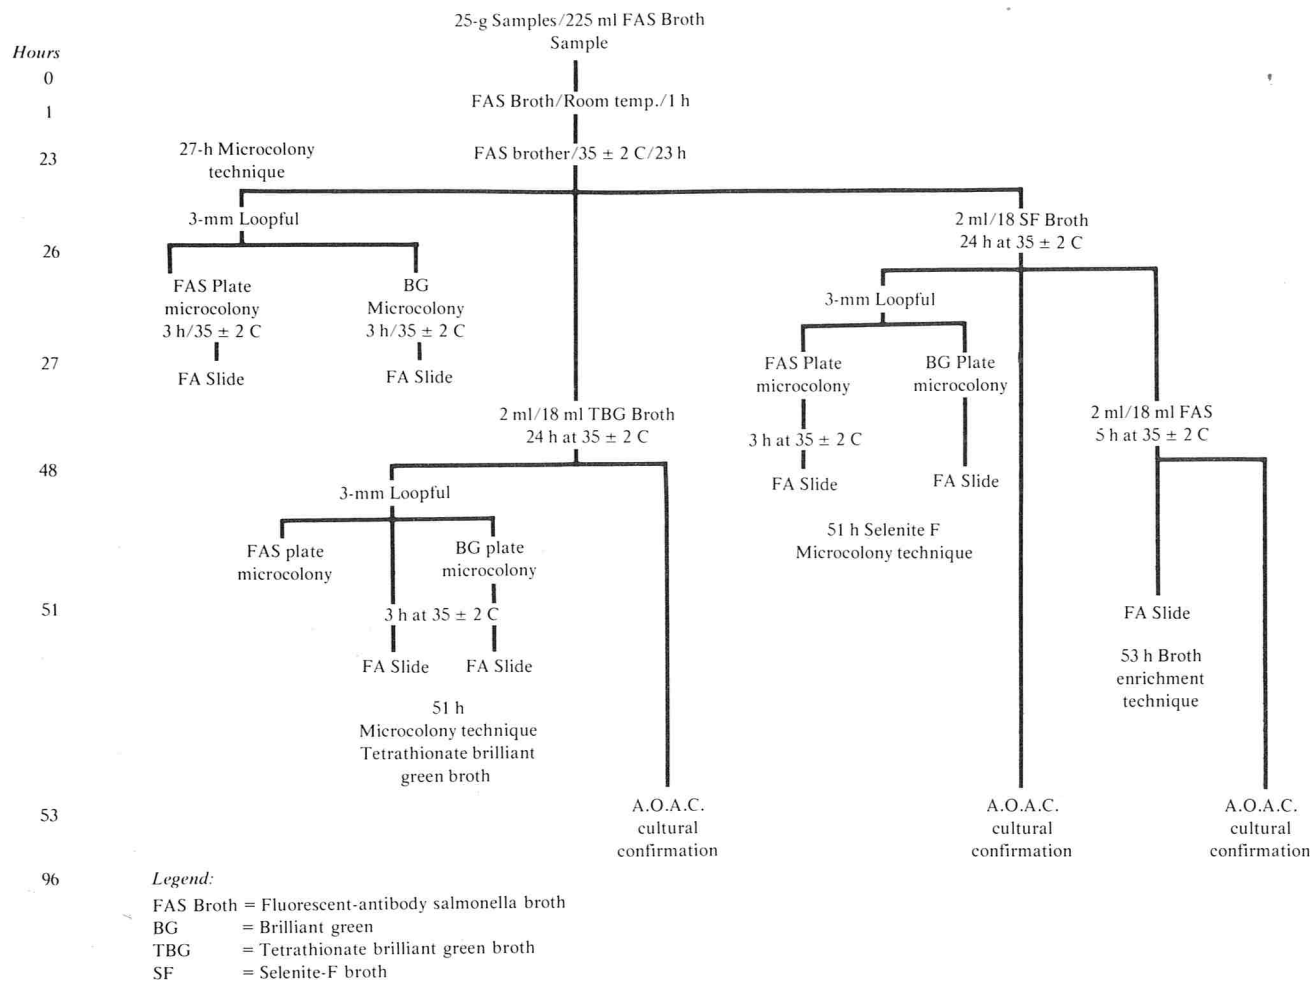 25-g Samples/225 ml FAS Broth
Sample
Hours
0
1
23
26
27
48
51
53
96
FAS Broth/Room temp./1 h
FAS brother/35 ± 2 C/23 h
27-h Microcolony
technique
3-mm Loopful
FAS Plate
microcolony
3 h/35 ± 2 C
FA Slide
BG
Microcolony
3 h/35 ± 2 C
FA Slide
2 ml/18 ml TBG Broth
24 h at 35 ± 2 C
3-mm Loopful
FAS plate
microcolony
BG plate
microcolony
3 h at 35 ± 2 C
FA Slide
FA Slide
51 h
Microcolony technique
Tetrathionate brilliant
green broth
A.O.A.C.
cultural
confirmation
2 ml/18 SF Broth
24 h at 35 ± 2 C
3-mm Loopful
FAS Plate
microcolony
3 h at 35 ± 2 C
FA Slide
BG Plate
microcolony
FA Slide
51 h Selenite F
Microcolony technique
A.O.A.C.
cultural
confirmation
2 ml/18 ml FAS
5 h at 35 ± 2 C
FA Slide
53 h Broth
enrichment
technique
A.O.A.C.
cultural
confirmation
Legend:
FAS Broth = Fluorescent-antibody salmonella broth
BG = Brilliant green
TBG = Tetrathionate brilliant green broth
SF = Selenite-F broth